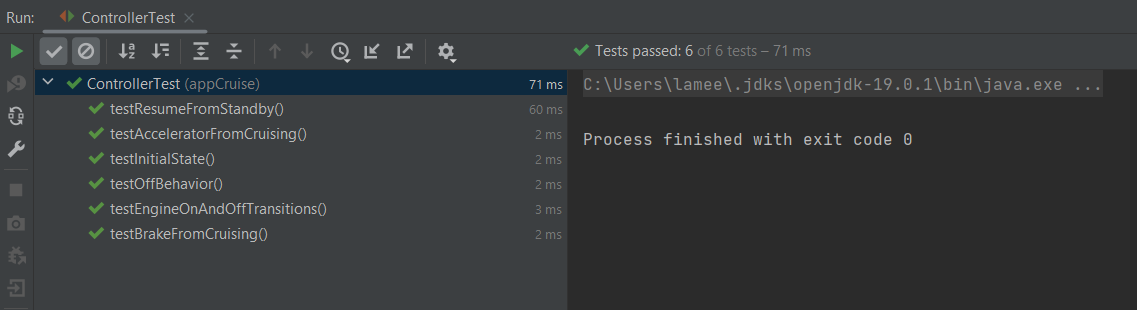 Run: ControllerTest
Tests passed: 6 of 6 tests – 71 ms
ControllerTest (appCruise) 71 ms
testResumeFromStandby() 60 ms
testAcceleratorFromCruising() 2 ms
testInitialState() 2 ms
testOffBehavior() 2 ms
testEngineOnAndOffTransitions() 3 ms
testBrakeFromCruising() 2 ms
C:\Users\lamee\.jdks\openjdk-19.0.1\bin\java.exe ...
Process finished with exit code 0